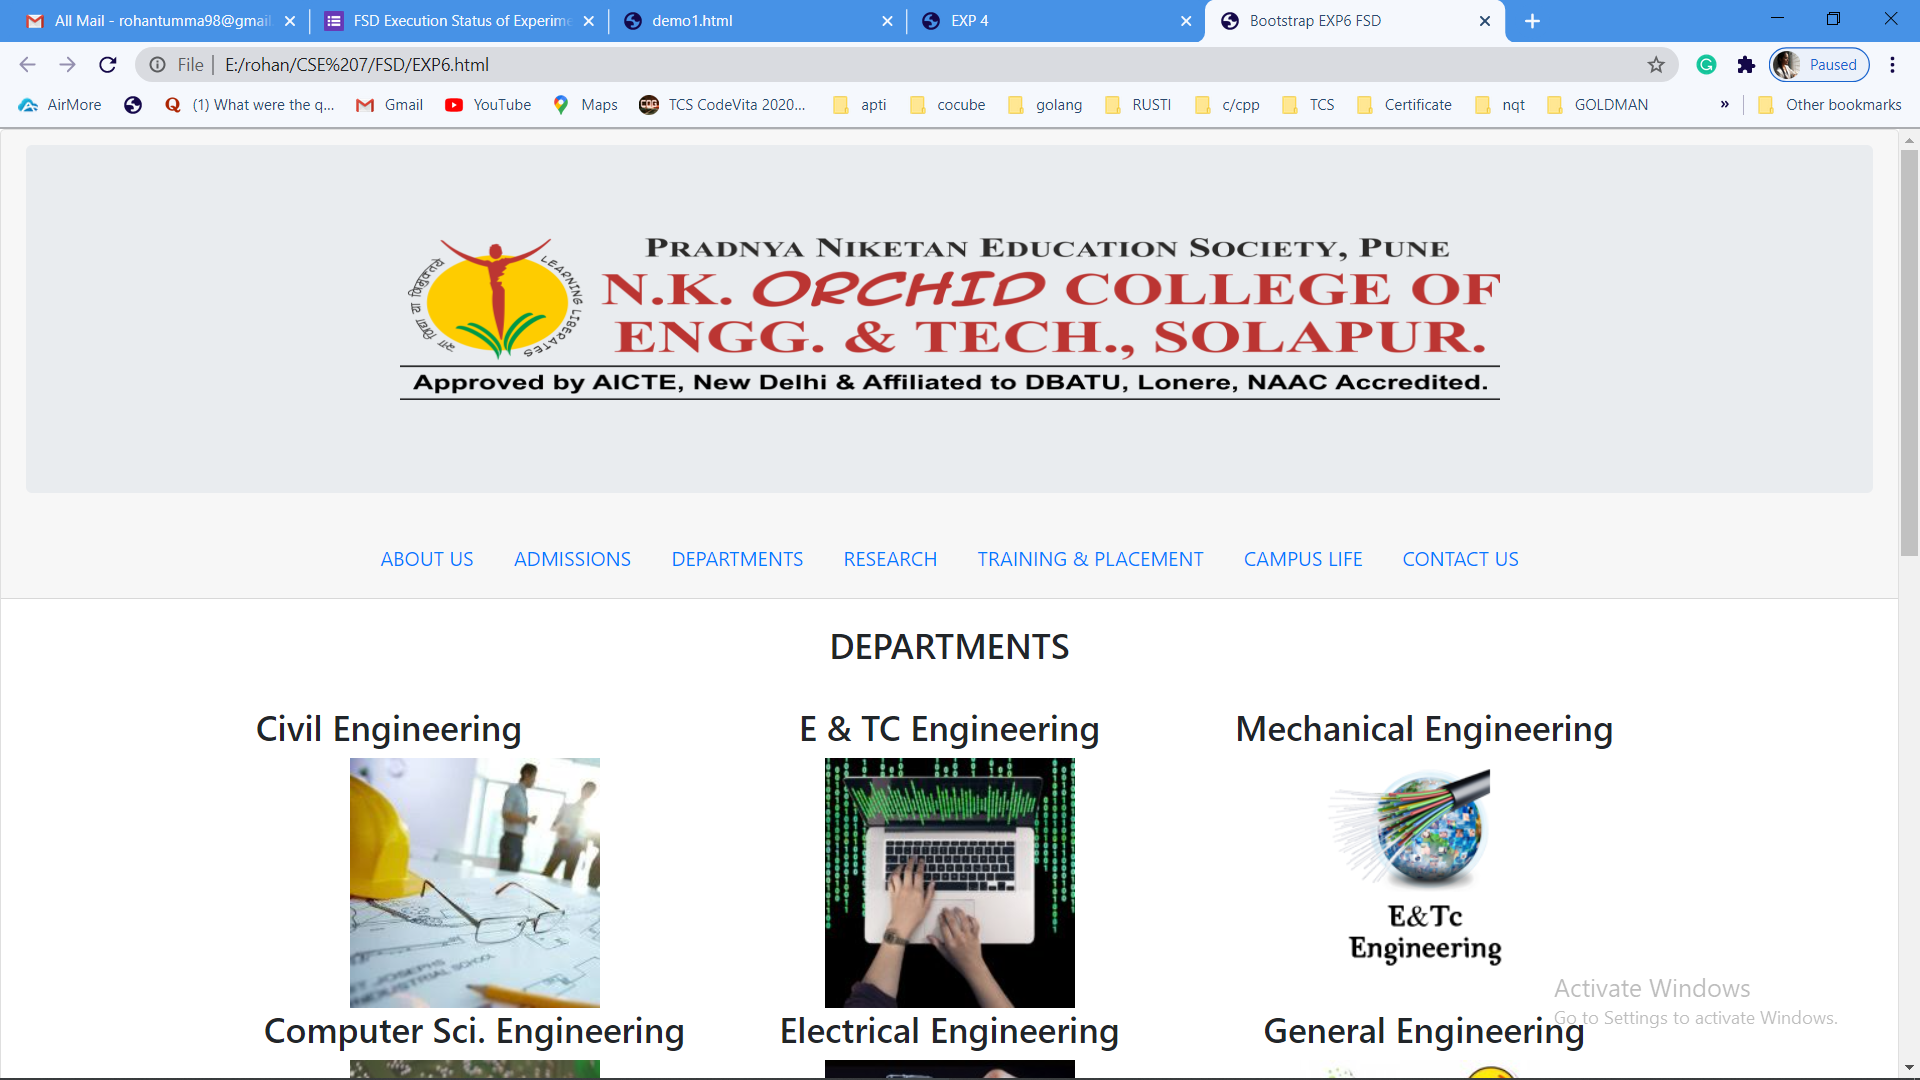 All Mail - rohantumma98@gmail.
FSD Execution Status of Experime
demo1.html
EXP 4
Bootstrap EXP6 FSD
File
E:/rohan/CSE%207/FSD/EXP6.html
Paused
AirMore
(1) What were the q...
Gmail
YouTube
Maps
TCS CodeVita 2020...
apti
cocube
golang
RUSTI
c/cpp
TCS
Certificate
nqt
GOLDMAN
»
Other bookmarks
PRADNYA NIKETAN EDUCATION SOCIETY, PUNE
N.K. ORCHID COLLEGE OF
ENGG. & TECH., SOLAPUR.
LEARNING LIBERATES
सा विद्या या विमुक्तये
Approved by AICTE, New Delhi & Affiliated to DBATU, Lonere, NAAC Accredited.
ABOUT US
ADMISSIONS
DEPARTMENTS
RESEARCH
TRAINING & PLACEMENT
CAMPUS LIFE
CONTACT US
DEPARTMENTS
Civil Engineering
E & TC Engineering
Mechanical Engineering
E&Tc
Engineering
Activate Windows
Go to Settings to activate Windows.
Computer Sci. Engineering
Electrical Engineering
General Engineering